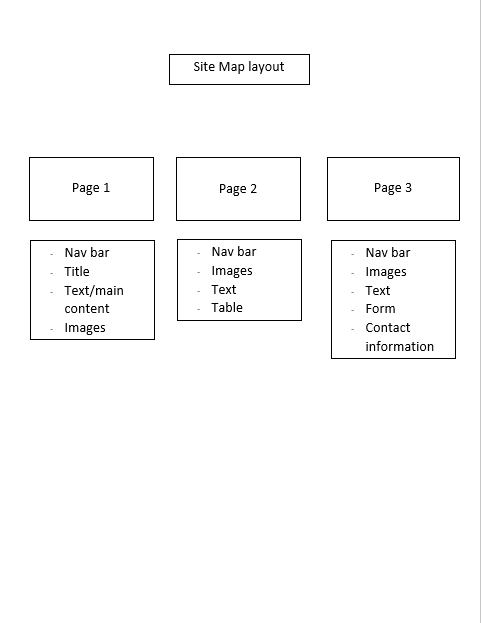 Site Map layout
Page 1
Page 2
Page 3
- Nav bar
- Title
- Text/main
content
- Images
- Nav bar
- Images
- Text
- Table
- Nav bar
- Images
- Text
- Form
- Contact
information